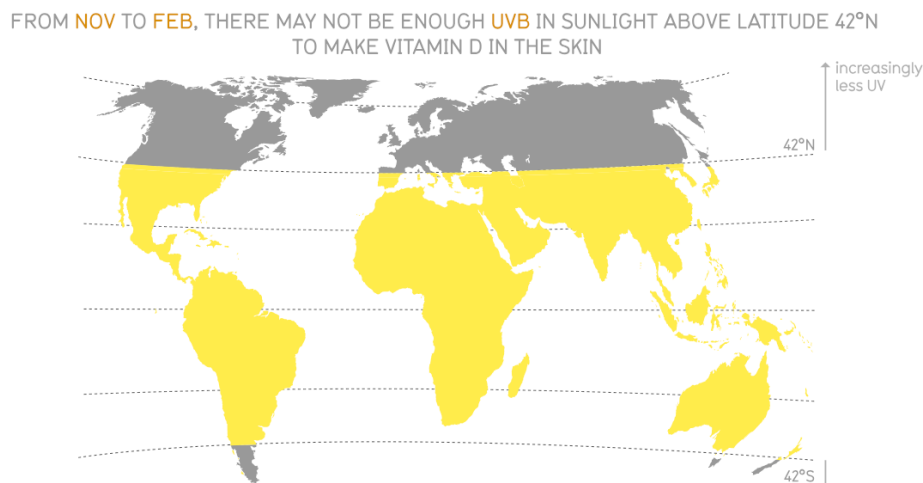 FROM NOV TO FEB, THERE MAY NOT BE ENOUGH UVB IN SUNLIGHT ABOVE LATITUDE 42°N
TO MAKE VITAMIN D IN THE SKIN
increasingly
less UV
42°N
42°S